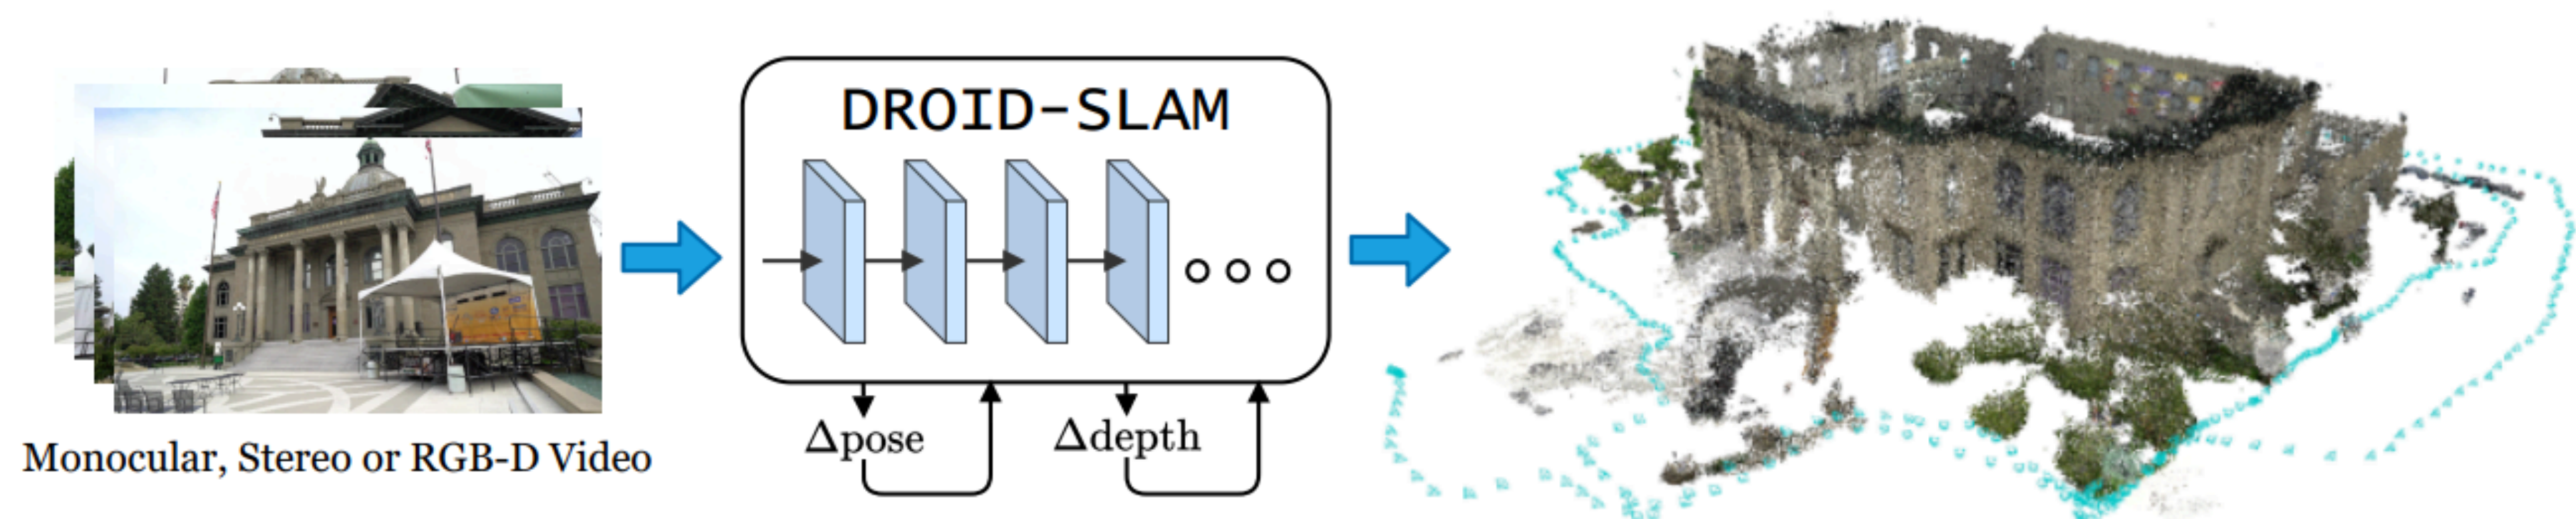 DROID-SLAM
Δpose
Δdepth
Monocular, Stereo or RGB-D Video